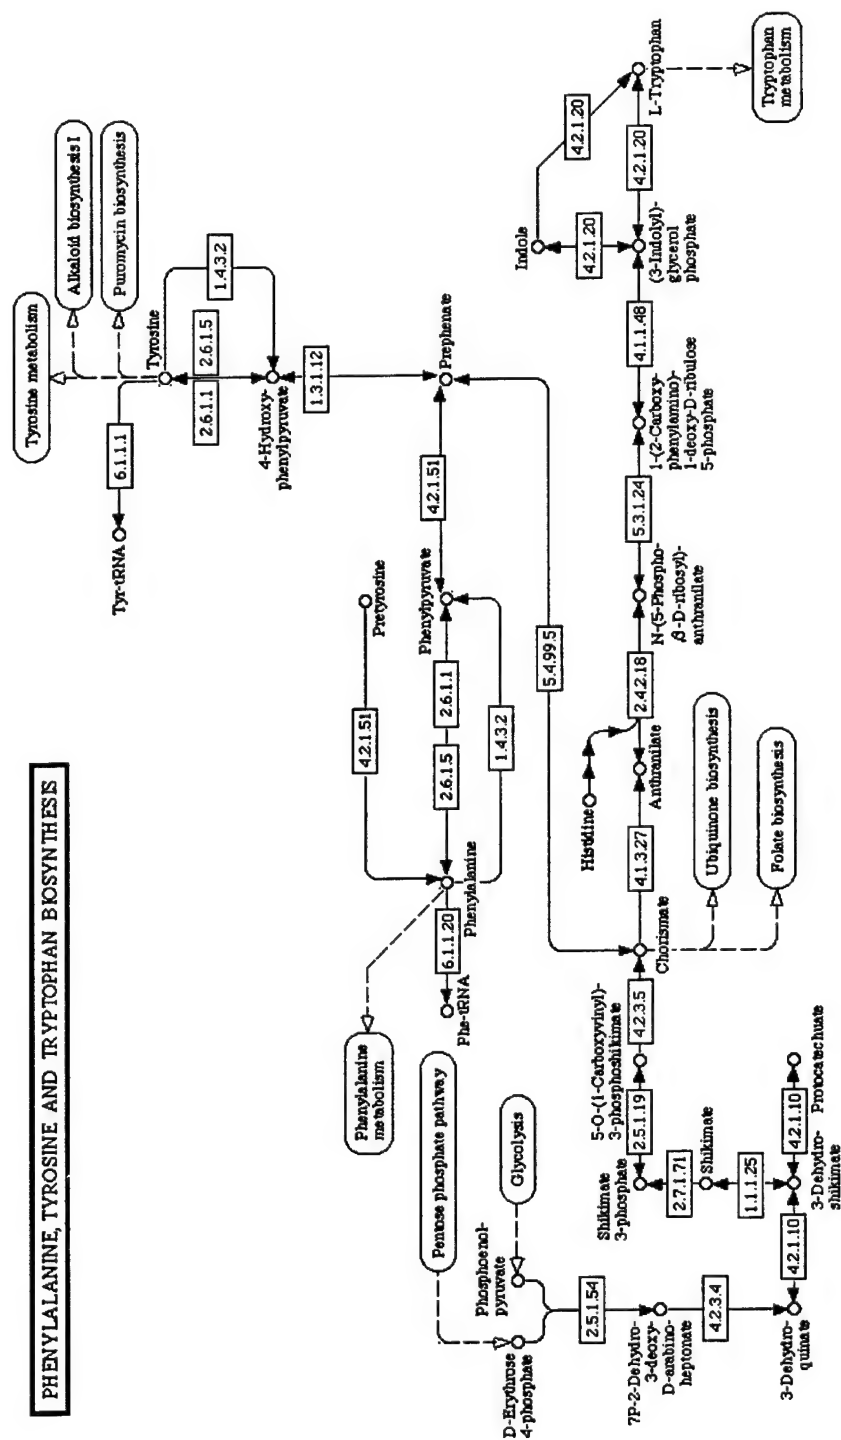 PHENYLALANINE, TYROSINE AND TRYPTOPHAN BIOSYNTHESIS
Tyrosine metabolism
Alkaloid biosynthesis I
Puromycin biosynthesis
6.1.1.1
Tyr-tRNA
Tyrosine
1.4.3.2
2.6.1.1
2.6.1.5
4-Hydroxy-
phenylpyruvate
1.3.1.12
Prephenate
Phenylalanine
metabolism
Phe-tRNA
6.1.1.20
Phenylalanine
4.2.1.51
Pretyrosine
2.6.1.5
2.6.1.1
1.4.3.2
Phenylpyruvate
4.2.1.51
5.4.99.5
Pentose phosphate pathway
Glycolysis
D-Erythrose
4-phosphate
Phosphoenol-
pyruvate
2.5.1.54
7P-2-Dehydro-
3-deoxy-
D-arabino-
heptonate
4.2.3.4
3-Dehydro-
quinate
4.2.1.10
3-Dehydro-
shikimate
4.2.1.10
Protocatechuate
1.1.1.25
Shikimate
2.7.1.71
Shikimate
3-phosphate
2.5.1.19
5-O-(1-Carboxyvinyl)-
3-phosphoshikimate
4.2.3.5
Chorismate
Ubiquinone biosynthesis
Folate biosynthesis
4.1.3.27
Anthranilate
Histidine
2.4.2.18
N-(5-Phospho-
β-D-ribosyl)-
anthranilate
5.3.1.24
1-(2-Carboxy-
phenylamino)-
1-deoxy-D-ribulose
5-phosphate
4.1.1.48
(3-Indolyl)-
glycerol
phosphate
4.2.1.20
Indole
4.2.1.20
4.2.1.20
L-Tryptophan
Tryptophan
metabolism